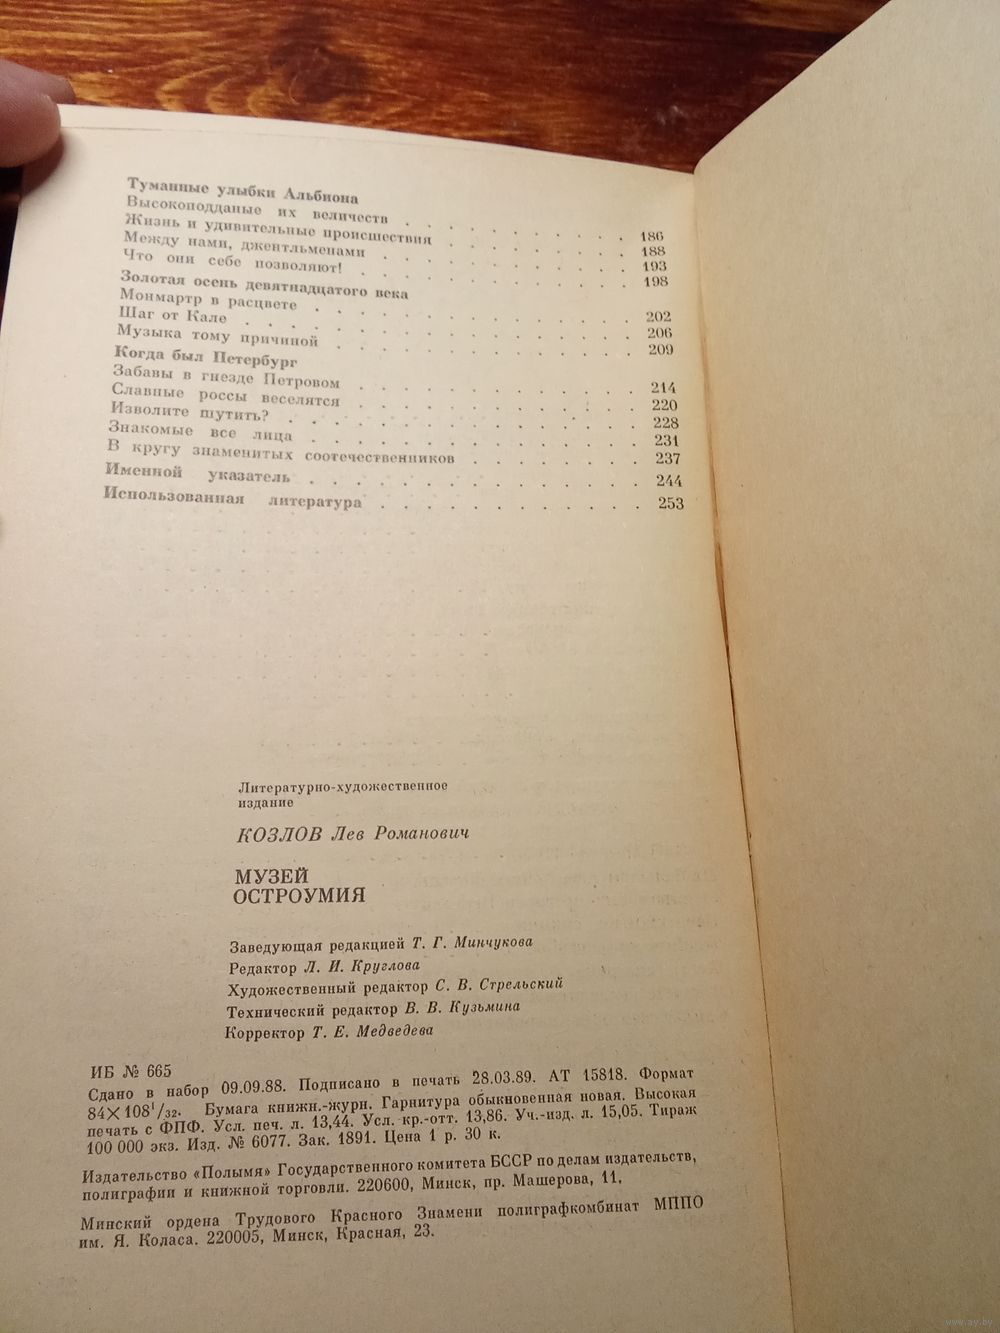 Туманные улыбки Альбиона
Высокоподданые их величеств . . . . . . . . . . 186
Жизнь и удивительные происшествия . . . . . . . . . 188
Между нами, джентльменами . . . . . . . . . . . 193
Что они себе позволяют! . . . . . . . . . . . . 198
Золотая осень девятнадцатого века
Монмартр в расцвете . . . . . . . . . . . . . 202
Шаг от Кале . . . . . . . . . . . . . . . . 206
Музыка тому причиной . . . . . . . . . . . . 209
Когда был Петербург
Забавы в гнезде Петровом . . . . . . . . . . . 214
Славные россы веселятся . . . . . . . . . . . 220
Изволите шутить? . . . . . . . . . . . . . . 228
Знакомые все лица . . . . . . . . . . . . . 231
В кругу знаменитых соотечественников . . . . . . . . 237
Именной указатель . . . . . . . . . . . . . 244
Использованная литература . . . . . . . . . . . 253
Литературно-художественное
издание
КОЗЛОВ Лев Романович
МУЗЕЙ
ОСТРОУМИЯ
Заведующая редакцией Т. Г. Минчукова
Редактор Л. И. Круглова
Художественный редактор С. В. Стрельский
Технический редактор В. В. Кузьмина
Корректор Т. Е. Медведева
ИБ № 665
Сдано в набор 09.09.88. Подписано в печать 28.03.89. АТ 15818. Формат
84×108¹/₃₂. Бумага книжн.-журн. Гарнитура обыкновенная новая. Высокая
печать с ФПФ. Усл. печ. л. 13,44. Усл. кр.-отт. 13,86. Уч.-изд. л. 15,05. Тираж
100 000 экз. Изд. № 6077. Зак. 1891. Цена 1 р. 30 к.
Издательство «Полымя» Государственного комитета БССР по делам издательств,
полиграфии и книжной торговли. 220600, Минск, пр. Машерова, 11.
Минский ордена Трудового Красного Знамени полиграфкомбинат МППО
им. Я. Коласа. 220005, Минск, Красная, 23.
www.ay.by